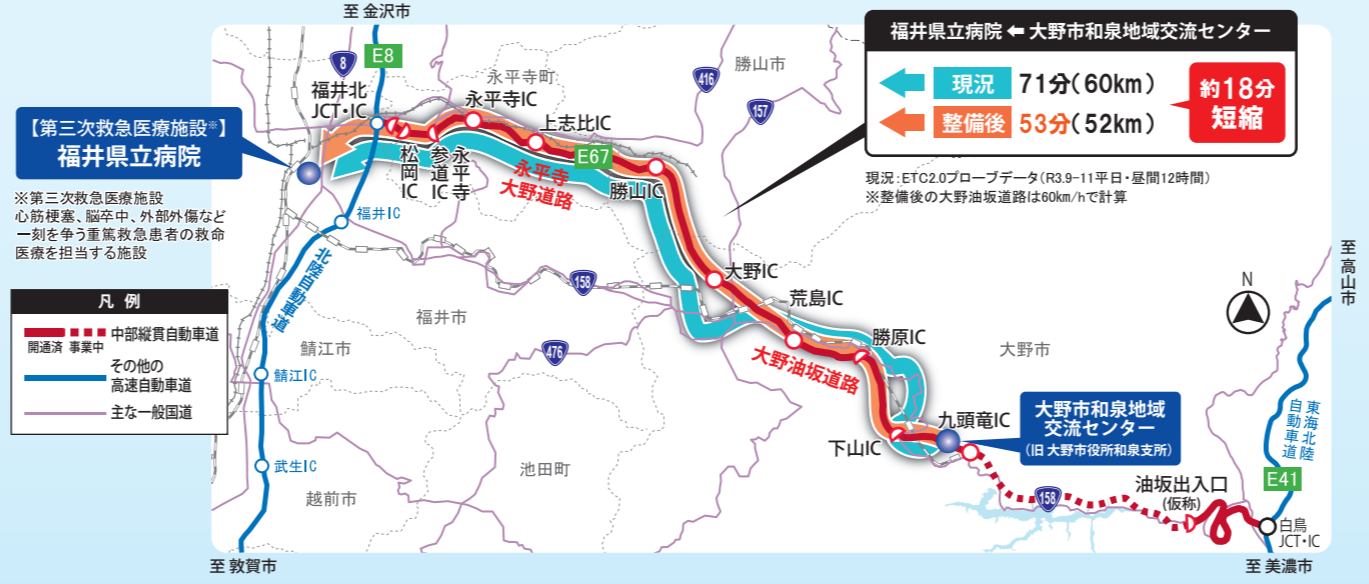 至 金沢市
福井県立病院 ← 大野市和泉地域交流センター
現況 71分(60km)
整備後 53分(52km)
約18分
短縮
現況:ETC2.0プローブデータ(R3.9-11平日・昼間12時間)
※整備後の大野油坂道路は60km/hで計算
E8
8
416
157
勝山市
永平寺町
福井北
JCT・IC
永平寺IC
上志比IC
E67
【第三次救急医療施設※】
福井県立病院
※第三次救急医療施設
心筋梗塞、脳卒中、外部外傷など
一刻を争う重篤救急患者の救命
医療を担当する施設
松岡IC
永平寺
参道IC
永平寺
大野道路
勝山IC
福井IC
北陸自動車道
158
大野IC
荒島IC
勝原IC
大野油坂道路
大野市
至 高山市
N
凡 例
中部縦貫自動車道
開通済 事業中
その他の
高速自動車道
主な一般国道
福井市
鯖江市
鯖江IC
476
武生IC
越前市
池田町
下山IC
九頭竜IC
大野市和泉地域
交流センター
(旧 大野市役所和泉支所)
東海北陸
自動車道
E41
158
油坂出入口
(仮称)
白鳥
JCT・IC
至 敦賀市
至 美濃市